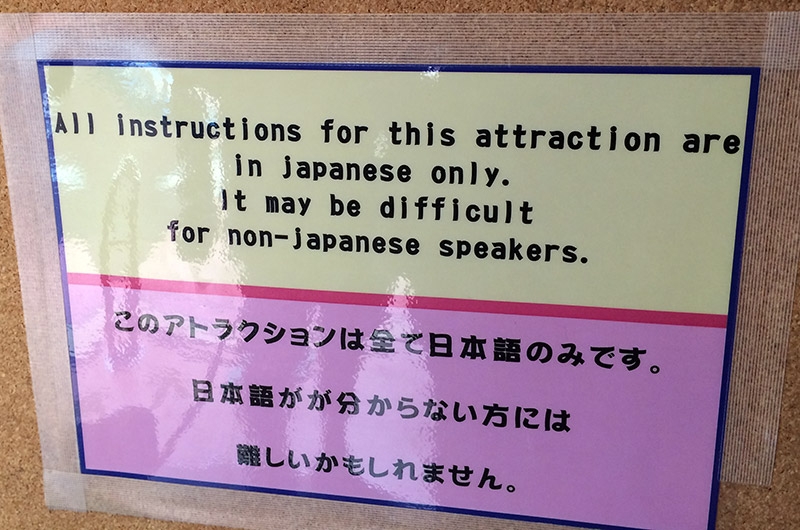 All instructions for this attraction are
in japanese only.
It may be difficult
for non-japanese speakers.
このアトラクションは全て日本語のみです。
日本語がが分からない方には
難しいかもしれません。